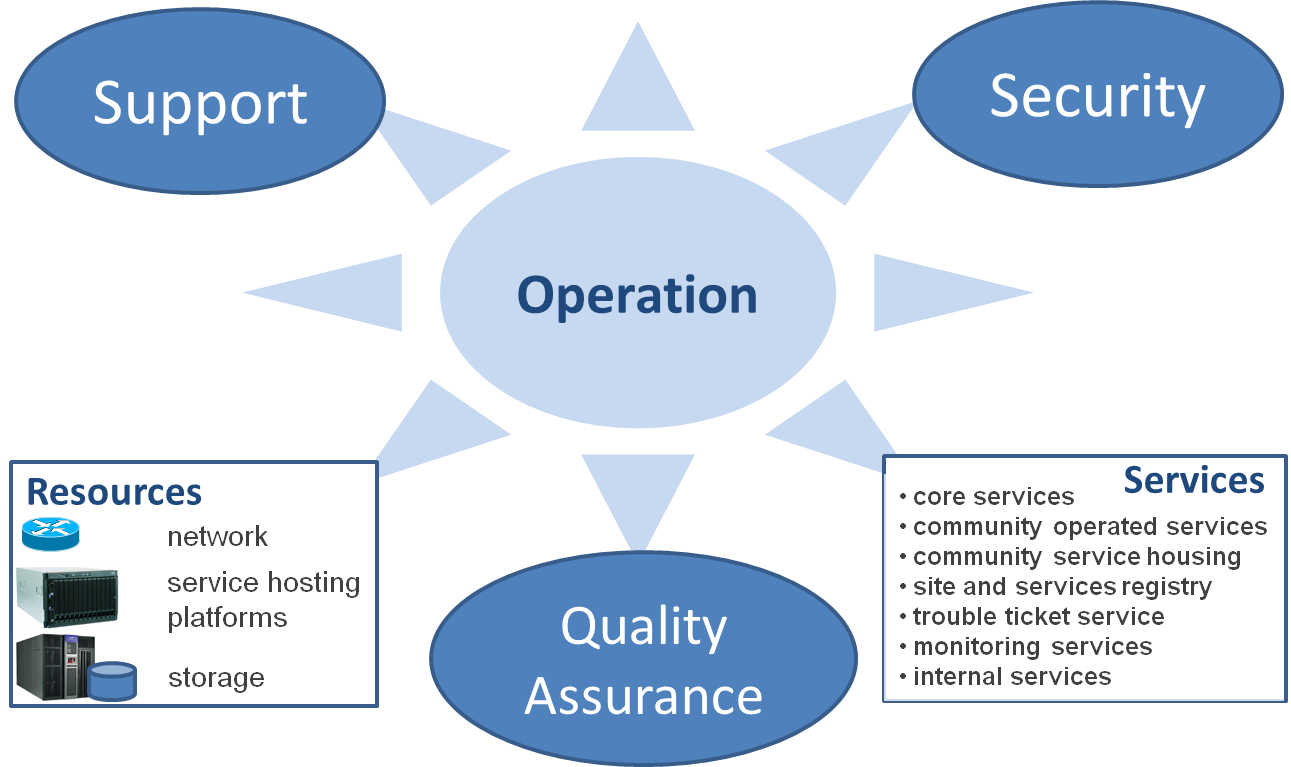 Support
Security
Operation
Resources
network
service hosting
platforms
storage
Quality
Assurance
Services
• core services
• community operated services
• community service housing
• site and services registry
• trouble ticket service
• monitoring services
• internal services